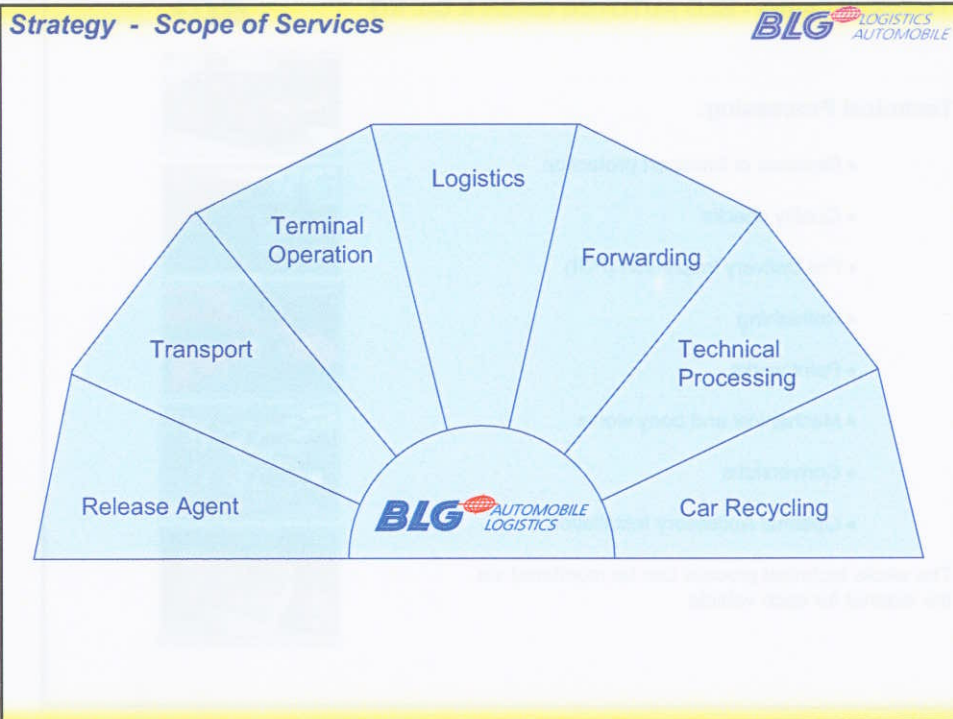 Strategy - Scope of Services
BLG LOGISTICS
AUTOMOBILE
Logistics
Terminal
Operation
Forwarding
Transport
Technical
Processing
Release Agent
BLG AUTOMOBILE
LOGISTICS
Car Recycling